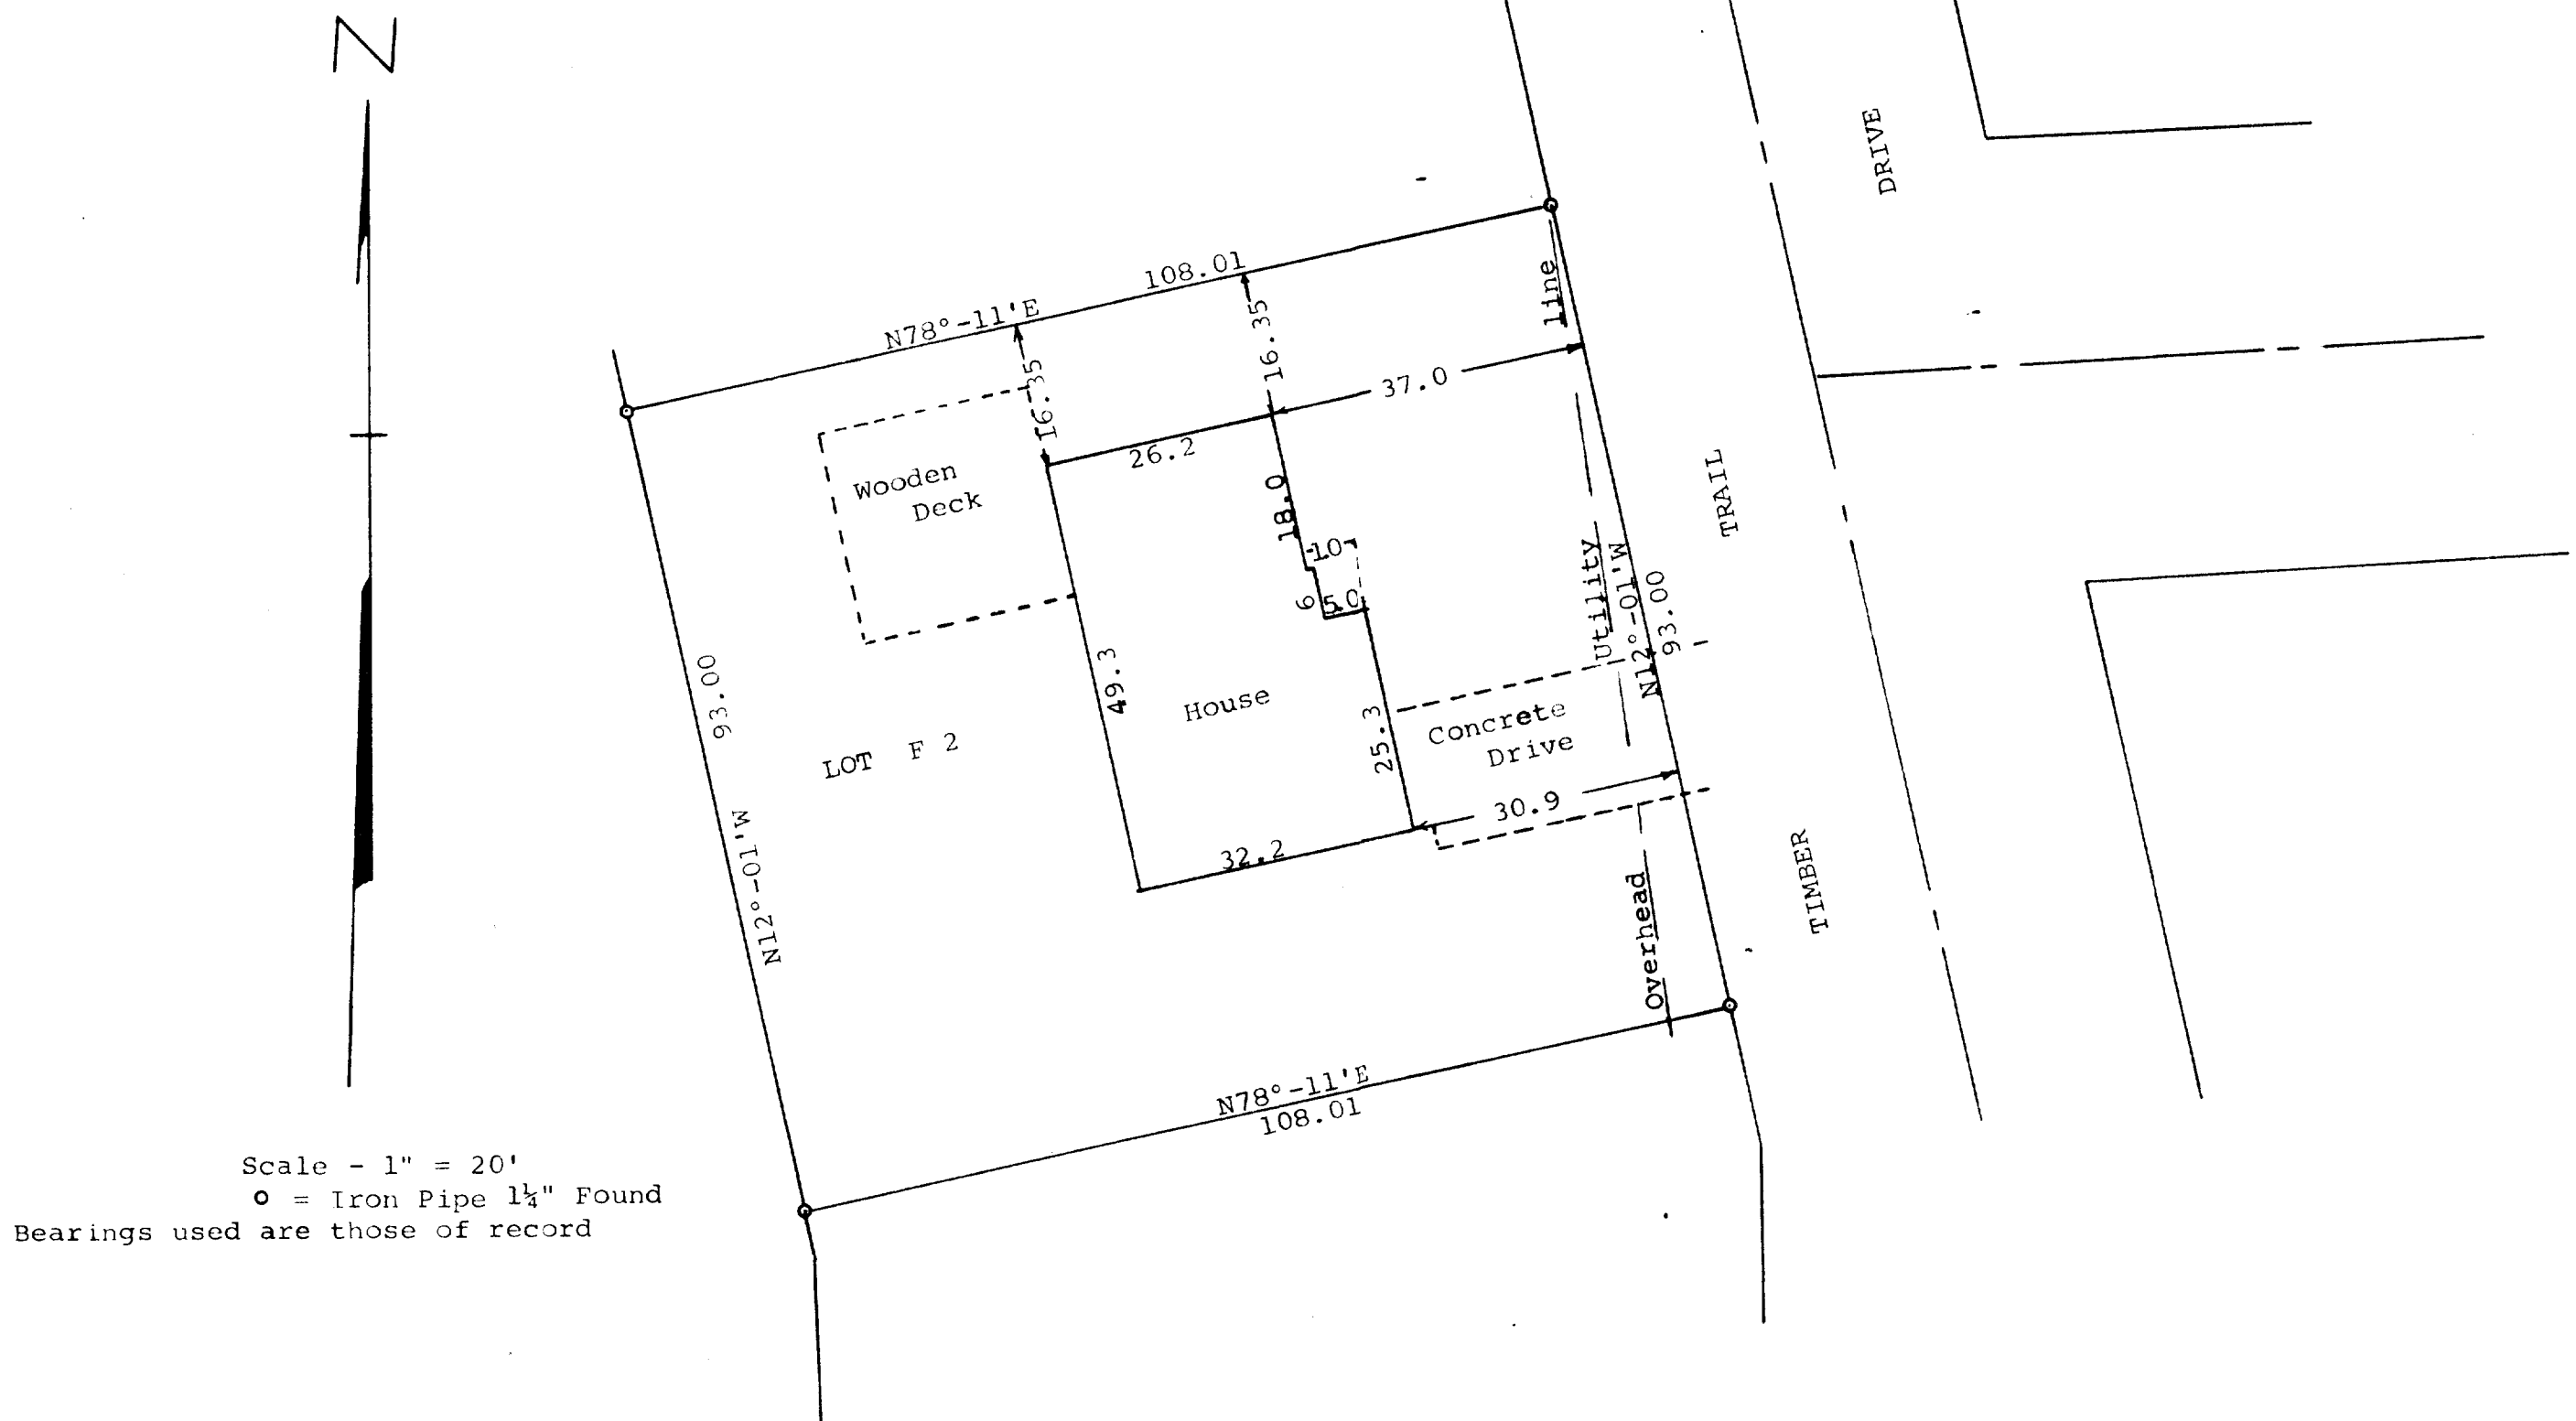 N
DRIVE
108.01
N78°-11'E
16.35
16.35
line
37.0
26.2
Wooden
Deck
18.0
10
6
5.0
Utility
N12°-01'W
93.00
TRAIL
49.3
House
93.00
LOT F 2
25.3
Concrete
Drive
30.9
32.2
N12°-01'W
Overhead
TIMBER
N78°-11'E
108.01
Scale - 1" = 20'
o = Iron Pipe 1¼" Found
Bearings used are those of record